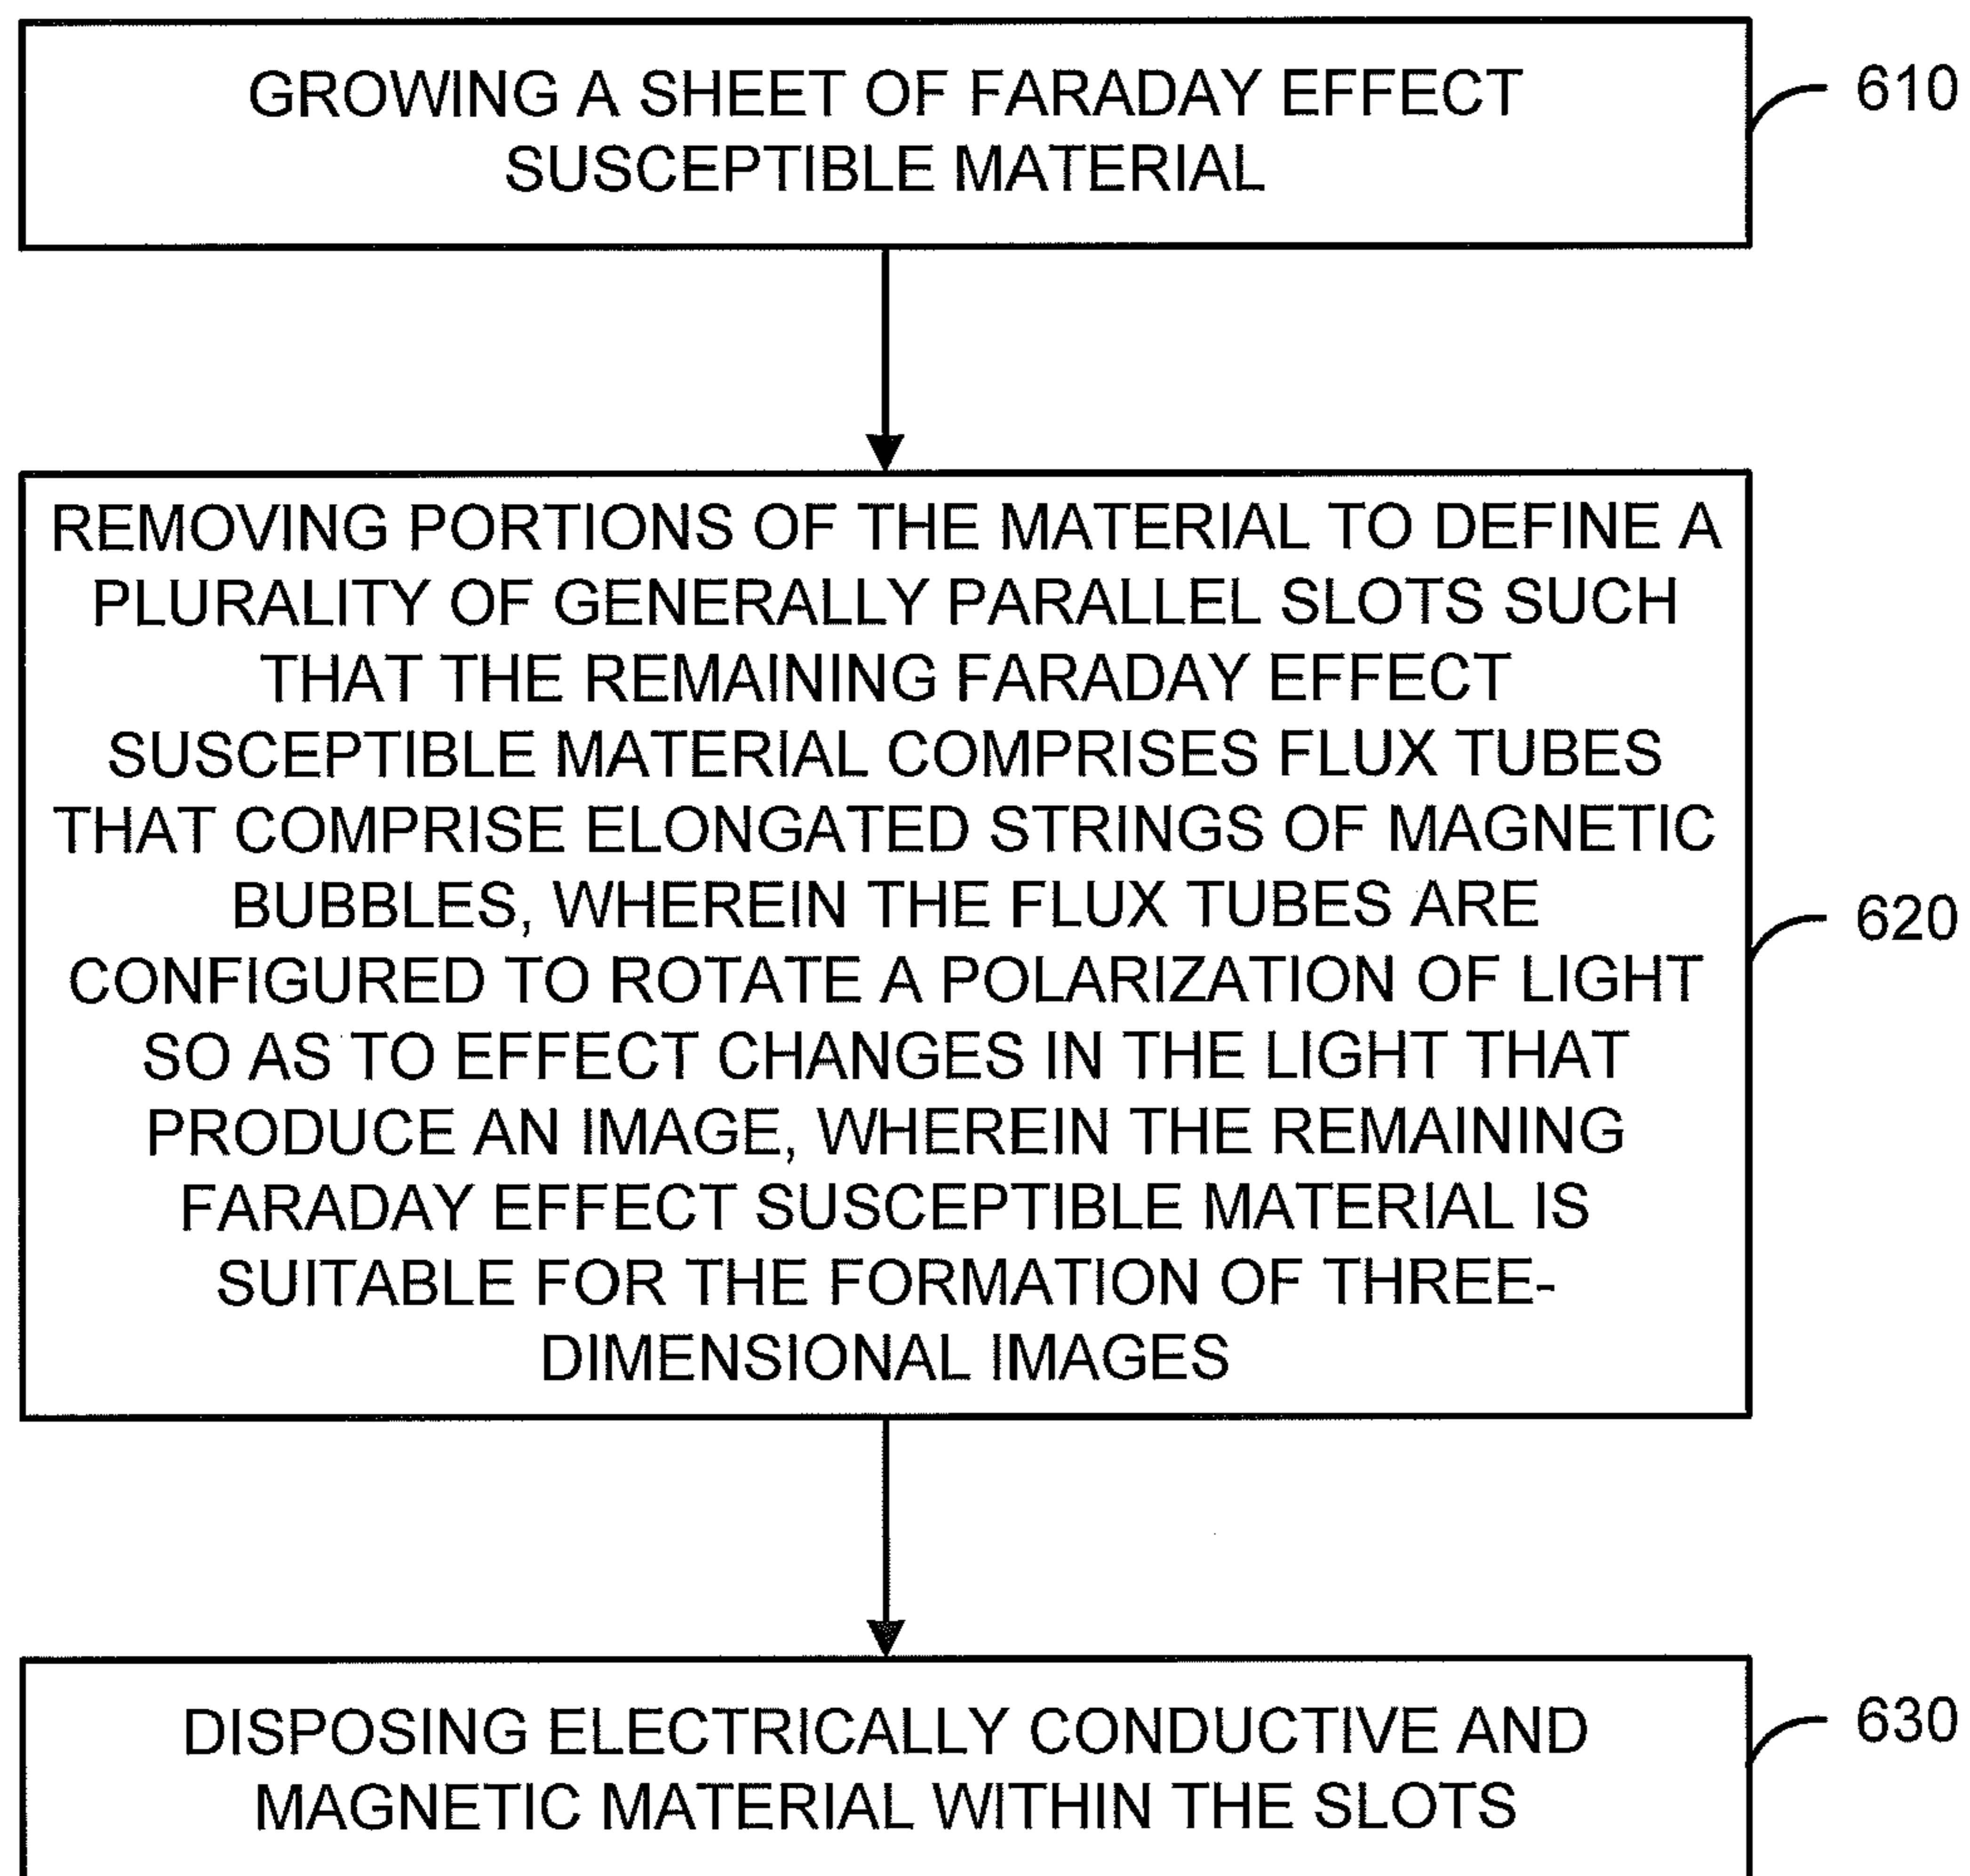 GROWING A SHEET OF FARADAY EFFECT
SUSCEPTIBLE MATERIAL
610
REMOVING PORTIONS OF THE MATERIAL TO DEFINE A
PLURALITY OF GENERALLY PARALLEL SLOTS SUCH
THAT THE REMAINING FARADAY EFFECT
SUSCEPTIBLE MATERIAL COMPRISES FLUX TUBES
THAT COMPRISE ELONGATED STRINGS OF MAGNETIC
BUBBLES, WHEREIN THE FLUX TUBES ARE
CONFIGURED TO ROTATE A POLARIZATION OF LIGHT
SO AS TO EFFECT CHANGES IN THE LIGHT THAT
PRODUCE AN IMAGE, WHEREIN THE REMAINING
FARADAY EFFECT SUSCEPTIBLE MATERIAL IS
SUITABLE FOR THE FORMATION OF THREE-
DIMENSIONAL IMAGES
620
DISPOSING ELECTRICALLY CONDUCTIVE AND
MAGNETIC MATERIAL WITHIN THE SLOTS
630